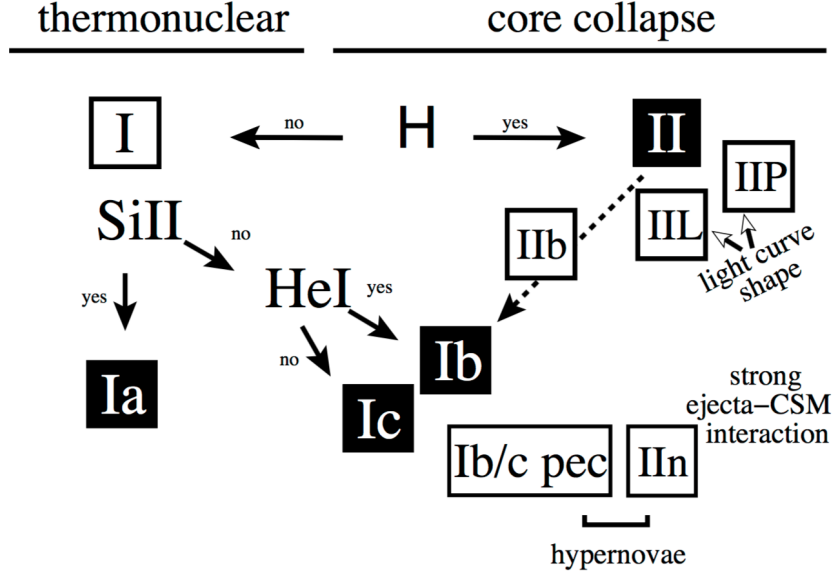 thermonuclear
core collapse
I
no
H
yes
II
IIP
SiII
no
IIb
IIL
light curve
shape
yes
HeI
yes
no
Ia
Ib
Ic
strong
ejecta–CSM
interaction
Ib/c pec
IIn
hypernovae